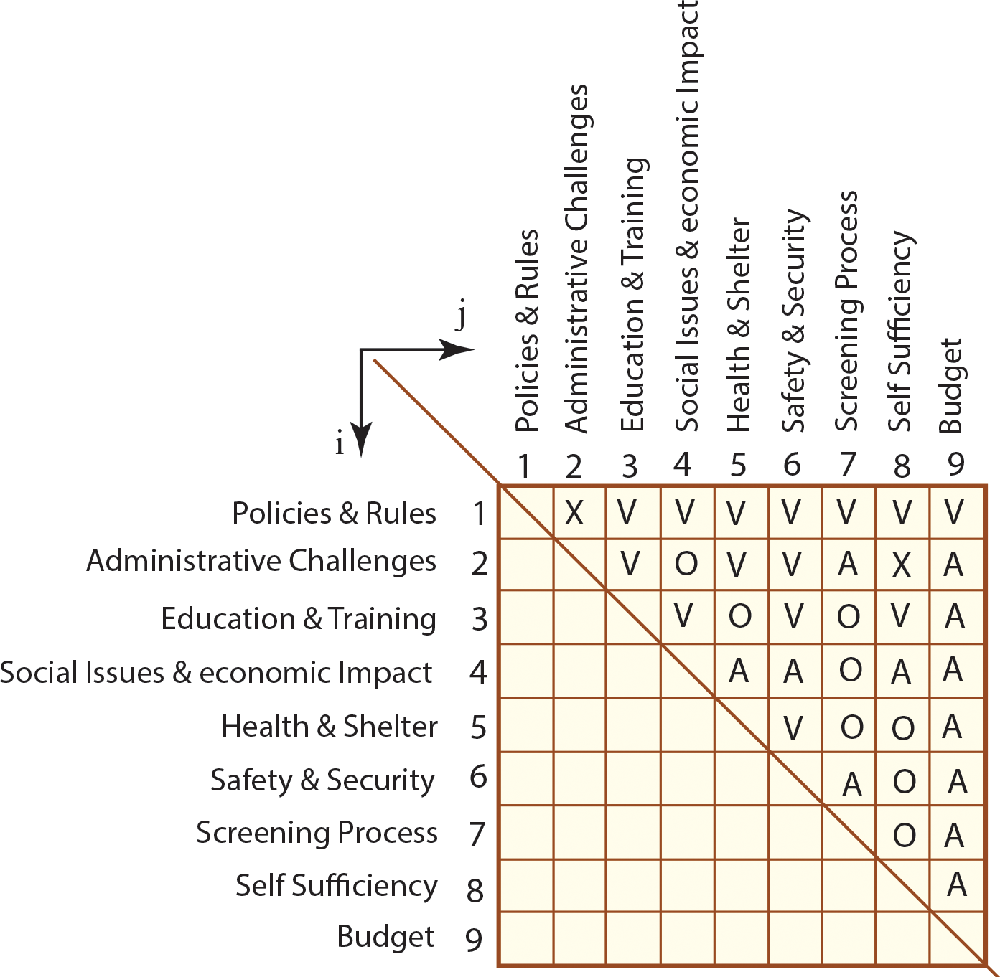 Policies & Rules
Administrative Challenges
Education & Training
Social Issues & economic Impact
Health & Shelter
Safety & Security
Screening Process
Self Sufficiency
Budget
j
i
1 2 3 4 5 6 7 8 9
Policies & Rules 1 X V V V V V V V
Administrative Challenges 2 V O V V A X A
Education & Training 3 V O V O V A
Social Issues & economic Impact 4 A A O A A
Health & Shelter 5 V O O A
Safety & Security 6 A O A
Screening Process 7 O A
Self Sufficiency 8 A
Budget 9